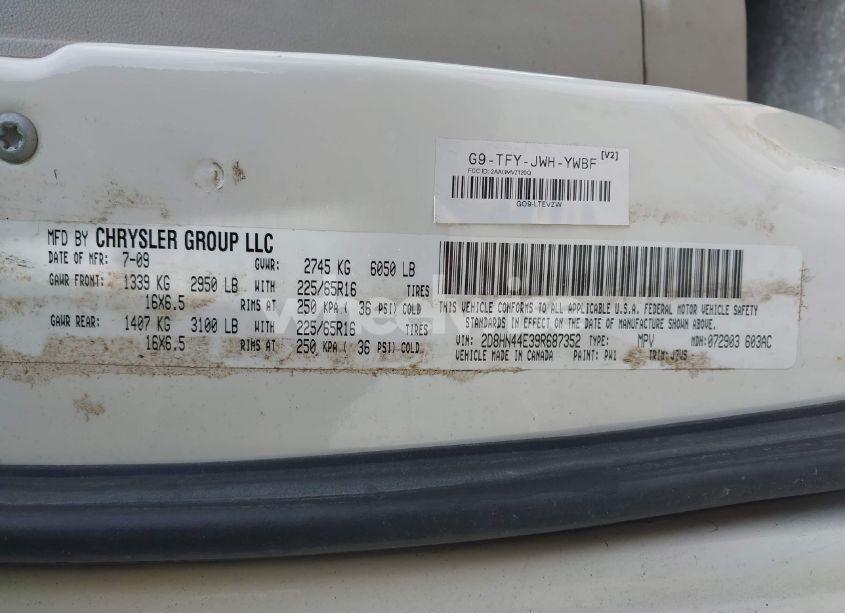 G9-TFY-JWH-YWBF [V2]
FCC ID: 2AAGMV7120Q
GO9-LTEVZW
MFD BY CHRYSLER GROUP LLC
DATE OF MFR: 7-09 GVWR: 2745 KG 6050 LB
GAWR FRONT: 1339 KG 2950 LB WITH 225/65R16 TIRES
16X6.5 RIMS AT 250 KPA ( 36 PSI) COLD
GAWR REAR: 1407 KG 3100 LB WITH 225/65R16 TIRES
16X6.5 RIMS AT 250 KPA ( 36 PSI) COLD
THIS VEHICLE CONFORMS TO ALL APPLICABLE U.S.A. FEDERAL MOTOR VEHICLE SAFETY
STANDARDS IN EFFECT ON THE DATE OF MANUFACTURE SHOWN ABOVE.
VIN: 2D8HN44E39R687352 TYPE: MPV MDH: 072903 603AC
VEHICLE MADE IN CANADA PAINT: PW1 TRIM: